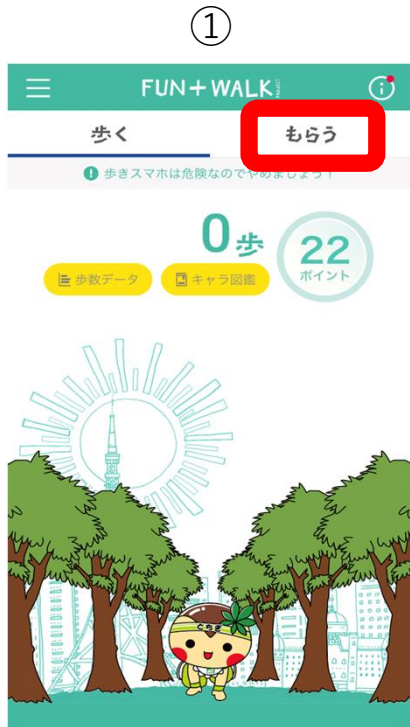 ①
FUN+WALK PROJECT
歩く
もらう
歩きスマホは危険なのでやめましょう！
0歩
22
ポイント
歩数データ
キャラ図鑑